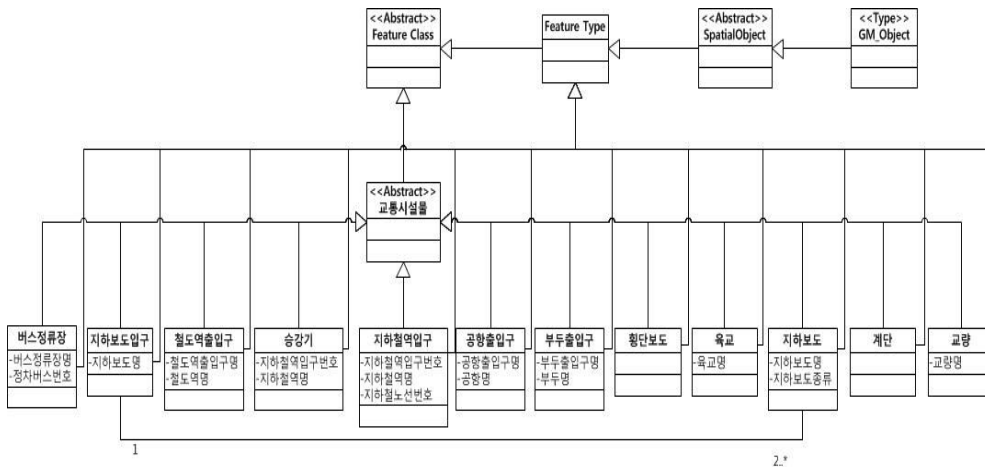 <<Abstract>>
Feature Class
Feature Type
<<Abstract>>
SpatialObject
<<Type>>
GM_Object
<<Abstract>>
교통시설물
버스정류장
-버스정류장명
-정차버스번호
지하보도입구
-지하보도명
철도역출입구
-철도역출입구명
-철도역명
승강기
-지하철역입구번호
-지하철역명
지하철역입구
-지하철역입구번호
-지하철역명
-지하철노선번호
공항출입구
-공항출입구명
-공항명
부두출입구
-부두출입구명
-부두명
횡단보도
육교
-육교명
지하보도
-지하보도명
-지하보도종류
계단
교량
-교량명
1
2..*